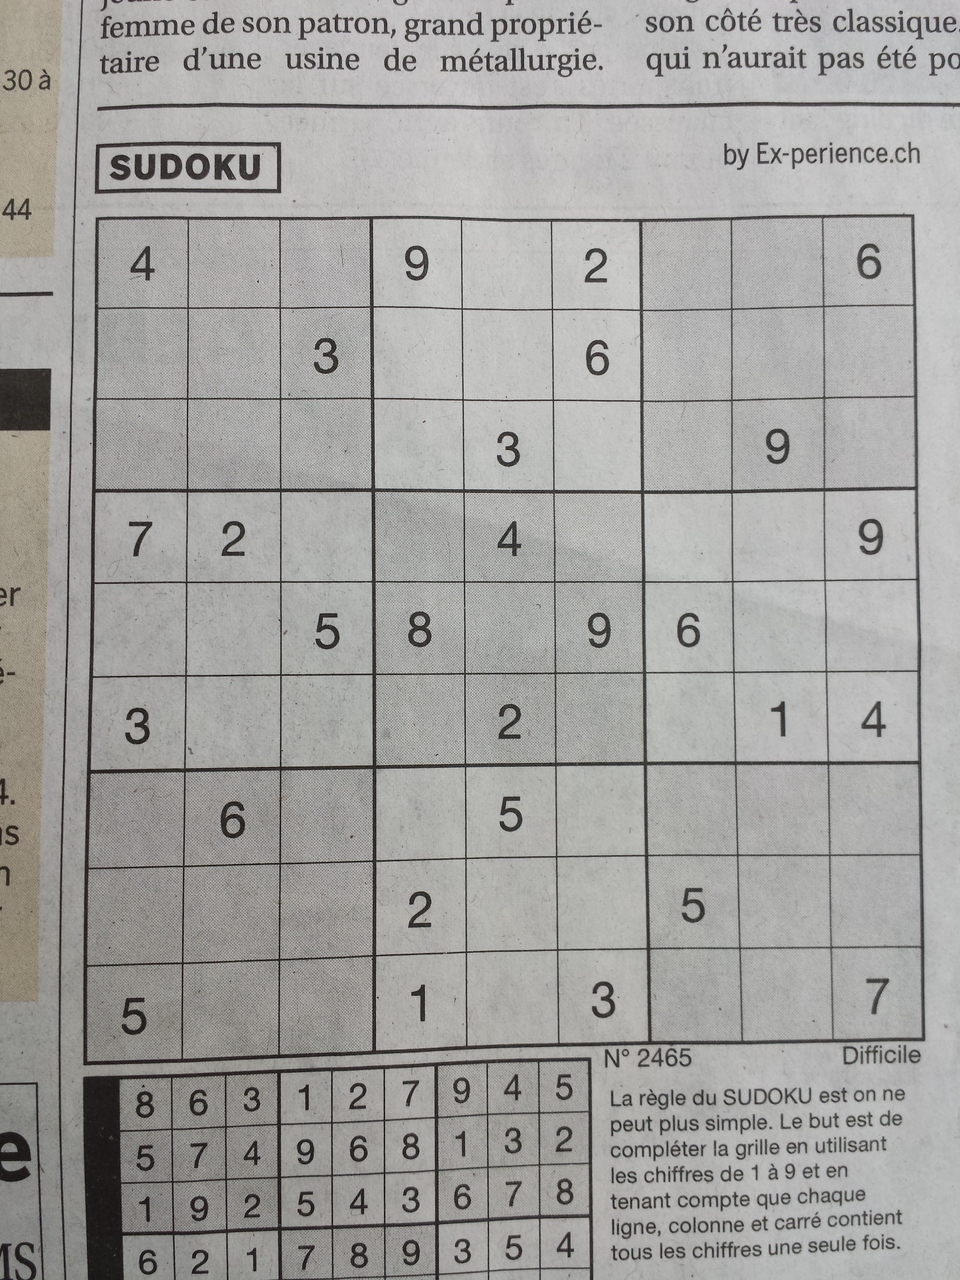 femme de son patron, grand proprié-
taire d'une usine de métallurgie.
son côté très classique,
qui n'aurait pas été po
30 à
44
SUDOKU
by Ex-perience.ch
4 9 2 6
3 6
3 9
7 2 4 9
5 8 9 6
3 2 1 4
6 5
2 5
5 1 3 7
N° 2465 Difficile
8 6 3 1 2 7 9 4 5
5 7 4 9 6 8 1 3 2
1 9 2 5 4 3 6 7 8
6 2 1 7 8 9 3 5 4
La règle du SUDOKU est on ne
peut plus simple. Le but est de
compléter la grille en utilisant
les chiffres de 1 à 9 et en
tenant compte que chaque
ligne, colonne et carré contient
tous les chiffres une seule fois.